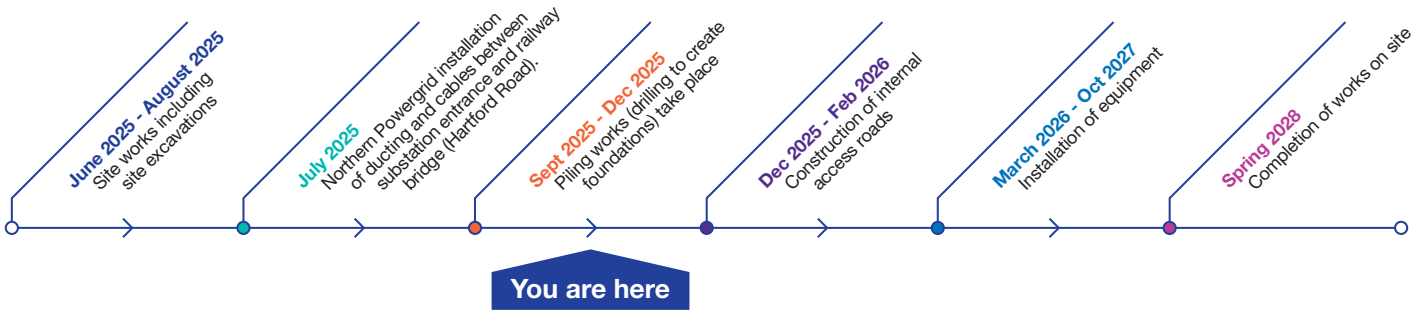 June 2025 - August 2025
Site works including
site excavations
July 2025
Northern Powergrid installation
of ducting and cables between
substation entrance and railway
bridge (Hartford Road).
Sept 2025 - Dec 2025
Piling works (drilling to create
foundations) take place
Dec 2025 - Feb 2026
Construction of internal
access roads
March 2026 - Oct 2027
Installation of equipment
Spring 2028
Completion of works on site
You are here